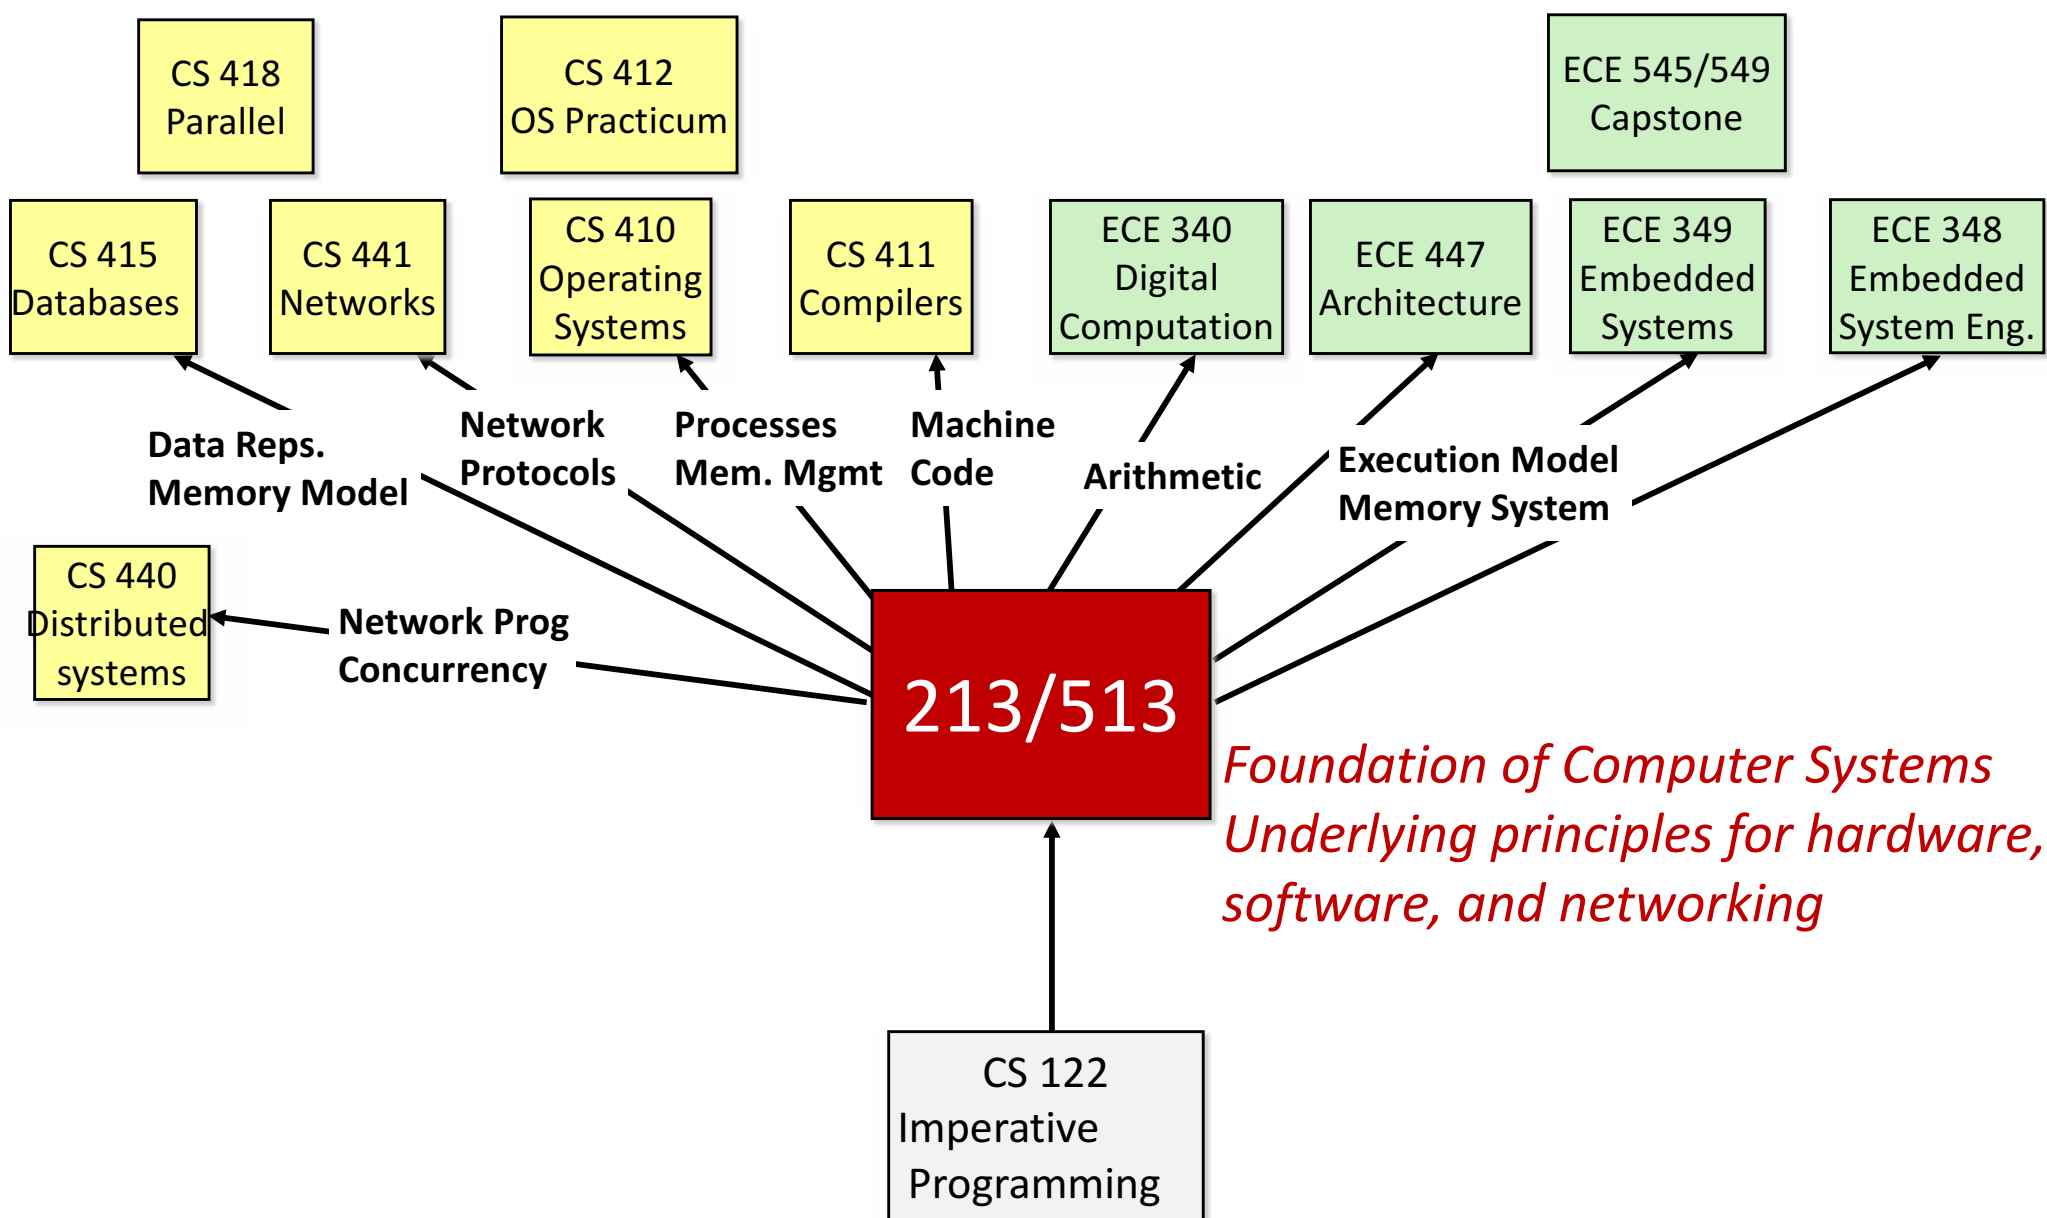 CS 418
Parallel
CS 412
OS Practicum
ECE 545/549
Capstone
CS 415
Databases
CS 441
Networks
CS 410
Operating
Systems
CS 411
Compilers
ECE 340
Digital
Computation
ECE 447
Architecture
ECE 349
Embedded
Systems
ECE 348
Embedded
System Eng.
Data Reps.
Memory Model
Network
Protocols
Processes
Mem. Mgmt
Machine
Code
Arithmetic
Execution Model
Memory System
CS 440
Distributed
systems
Network Prog
Concurrency
213/513
Foundation of Computer Systems
Underlying principles for hardware,
software, and networking
CS 122
Imperative
Programming